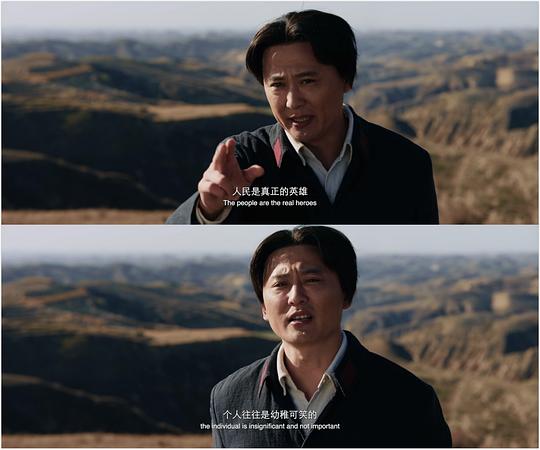 人民是真正的英雄
The people are the real heroes
个人往往是幼稚可笑的
the individual is insignificant and not important